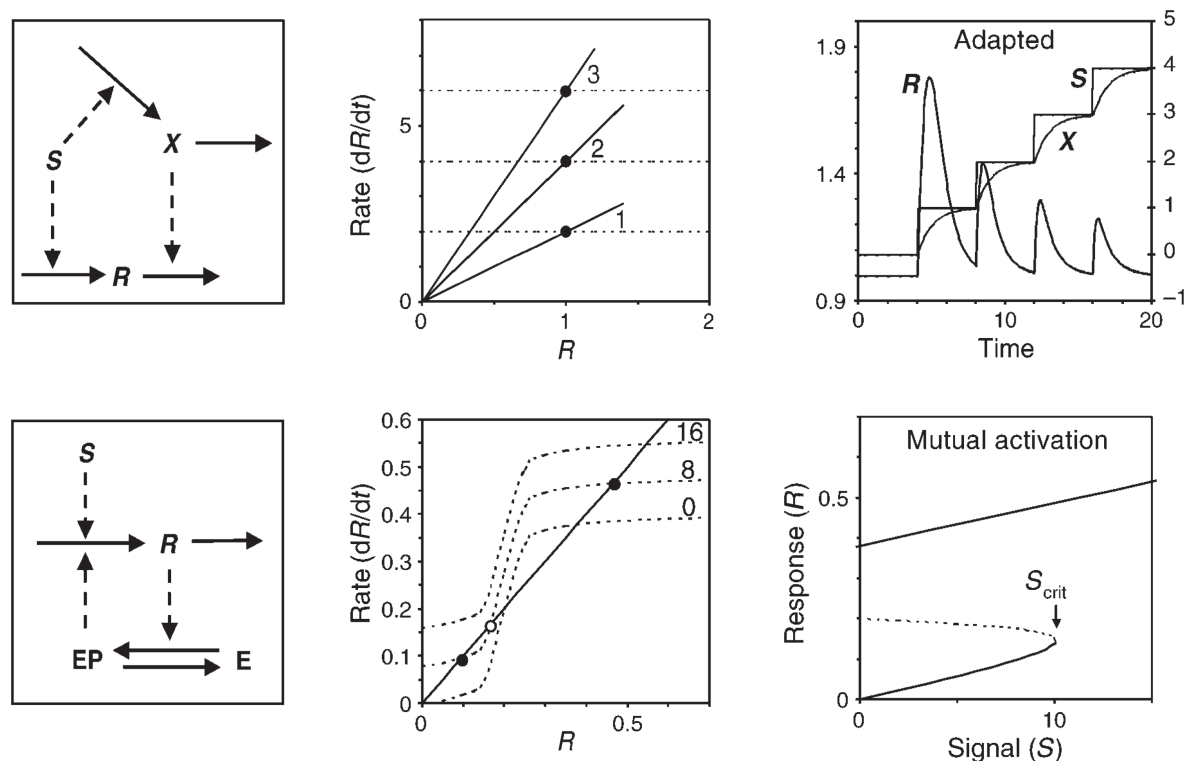 S
X
R
Rate (dR/dt)
5
0
3
2
1
0
1
2
R
Adapted
1.9
1.4
0.9
R
S
X
5
4
3
2
1
0
–1
0
10
20
Time
S
R
EP
E
Rate (dR/dt)
0.6
0.5
0.4
0.3
0.2
0.1
0
16
8
0
0
0.5
R
Mutual activation
Response (R)
0.5
0
Scrit
0
10
Signal (S)